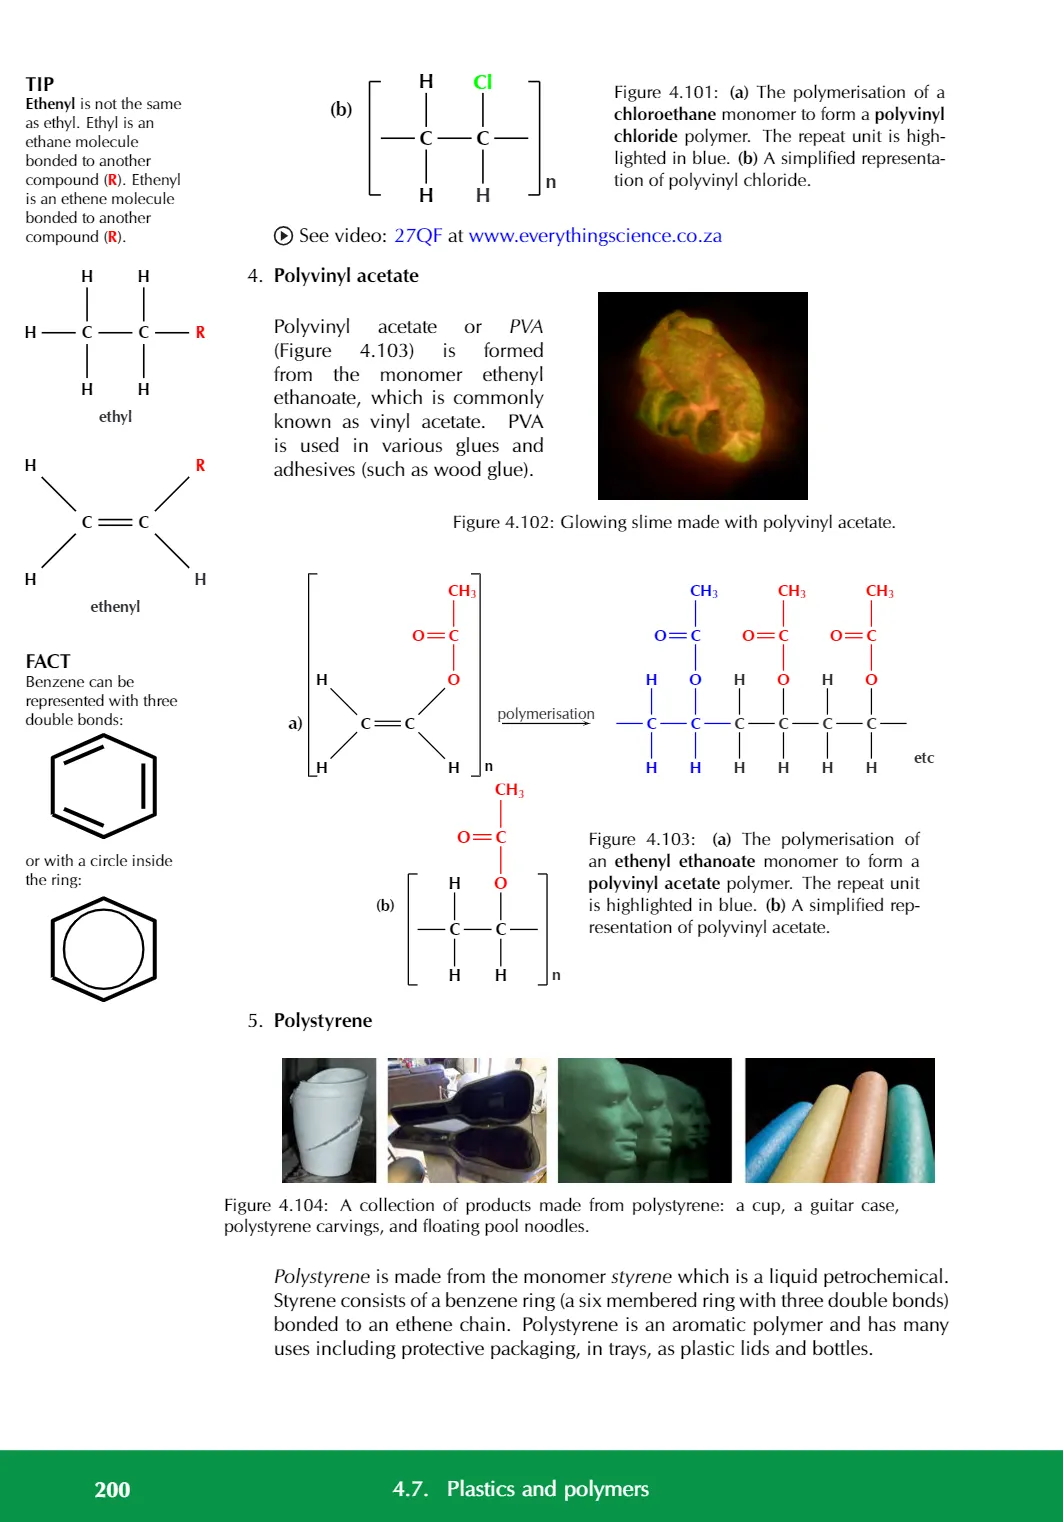 TIP
Ethenyl is not the same
as ethyl. Ethyl is an
ethane molecule
bonded to another
compound (R). Ethenyl
is an ethene molecule
bonded to another
compound (R).
H H
H C C R
H H
ethyl
H R
C C
H H
ethenyl
FACT
Benzene can be
represented with three
double bonds:
or with a circle inside
the ring:
(b)
H Cl
C C
H H
n
Figure 4.101: (a) The polymerisation of a
chloroethane monomer to form a polyvinyl
chloride polymer. The repeat unit is high-
lighted in blue. (b) A simplified representa-
tion of polyvinyl chloride.
See video: 27QF at www.everythingscience.co.za
4. Polyvinyl acetate
Polyvinyl acetate or PVA
(Figure 4.103) is formed
from the monomer ethenyl
ethanoate, which is commonly
known as vinyl acetate. PVA
is used in various glues and
adhesives (such as wood glue).
Figure 4.102: Glowing slime made with polyvinyl acetate.
CH3
O C
H O
a) C C
H H n
polymerisation
CH3 CH3 CH3
O C O C O C
H O H O H O
C C C C C C
H H H H H H
etc
CH3
O C
H O
(b)
C C
H H n
Figure 4.103: (a) The polymerisation of
an ethenyl ethanoate monomer to form a
polyvinyl acetate polymer. The repeat unit
is highlighted in blue. (b) A simplified rep-
resentation of polyvinyl acetate.
5. Polystyrene
Figure 4.104: A collection of products made from polystyrene: a cup, a guitar case,
polystyrene carvings, and floating pool noodles.
Polystyrene is made from the monomer styrene which is a liquid petrochemical.
Styrene consists of a benzene ring (a six membered ring with three double bonds)
bonded to an ethene chain. Polystyrene is an aromatic polymer and has many
uses including protective packaging, in trays, as plastic lids and bottles.
200 4.7. Plastics and polymers